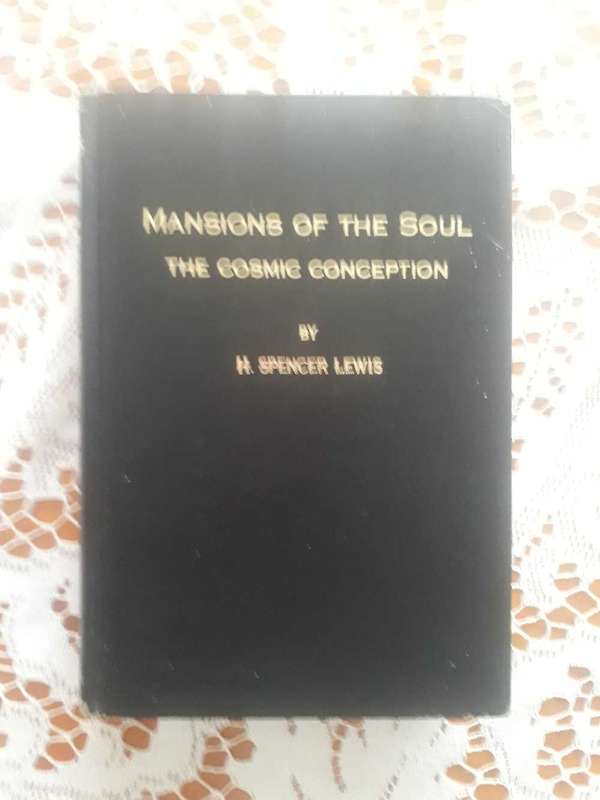 MANSIONS OF THE SOUL
THE COSMIC CONCEPTION
BY
H. SPENCER LEWIS